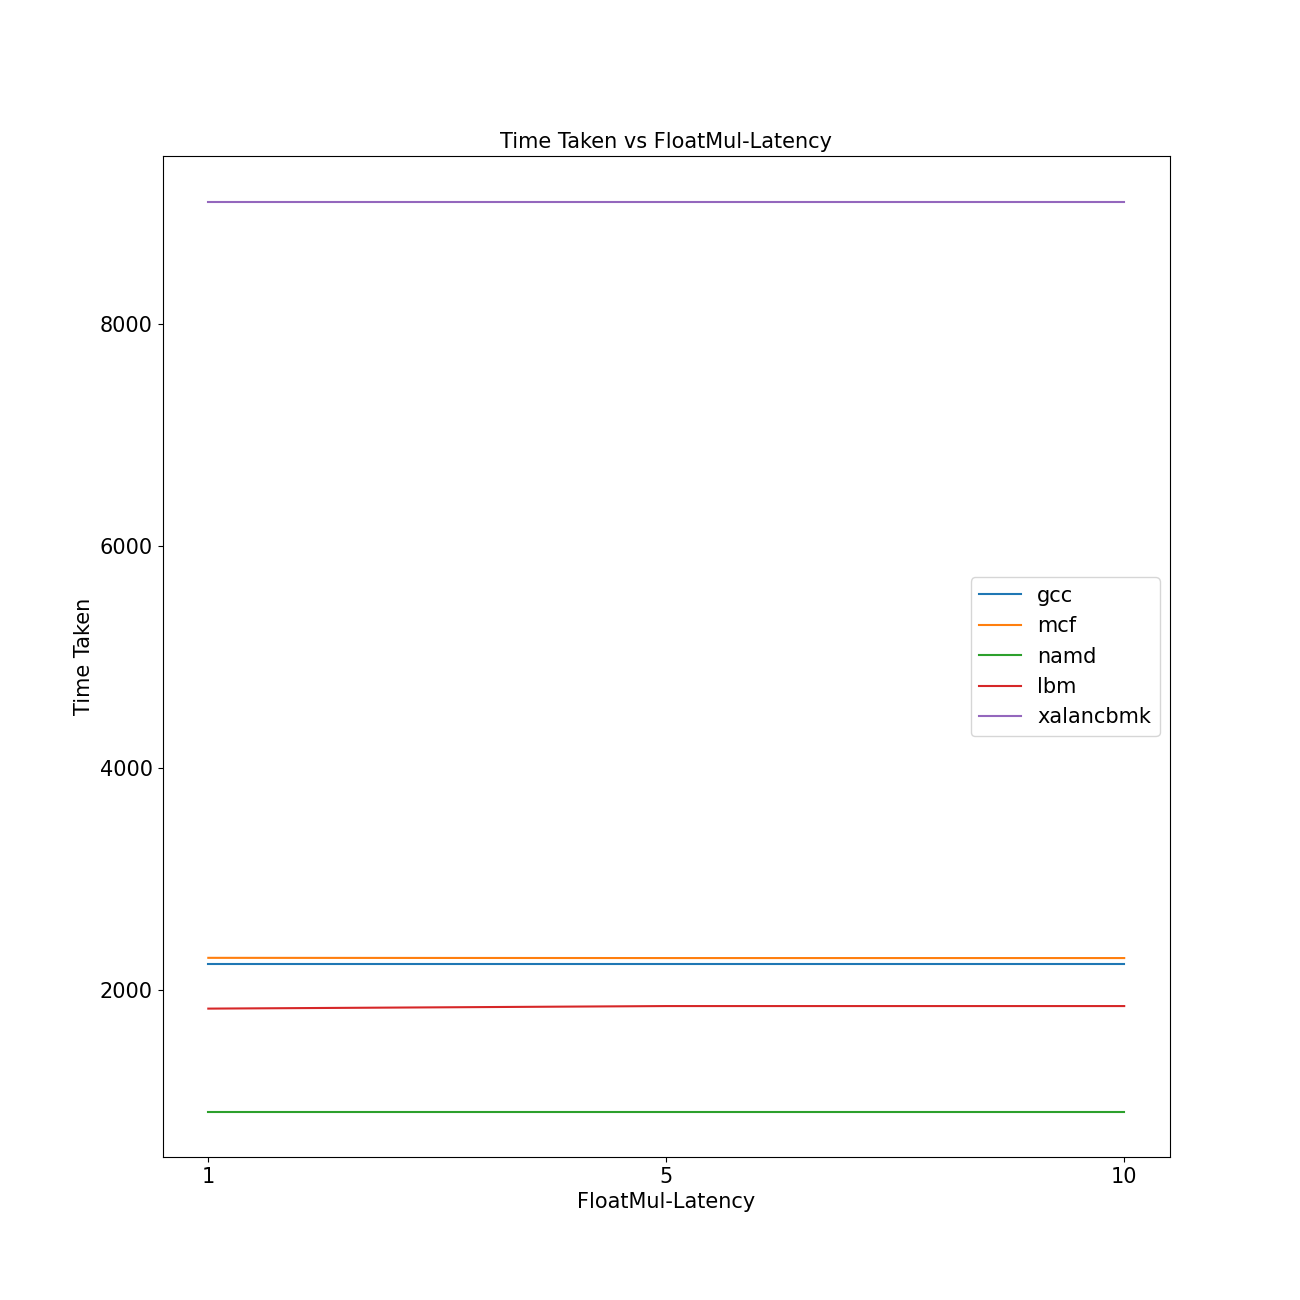 Time Taken vs FloatMul-Latency
8000
6000
4000
2000
Time Taken
gcc
mcf
namd
lbm
xalancbmk
1 5 10
FloatMul-Latency